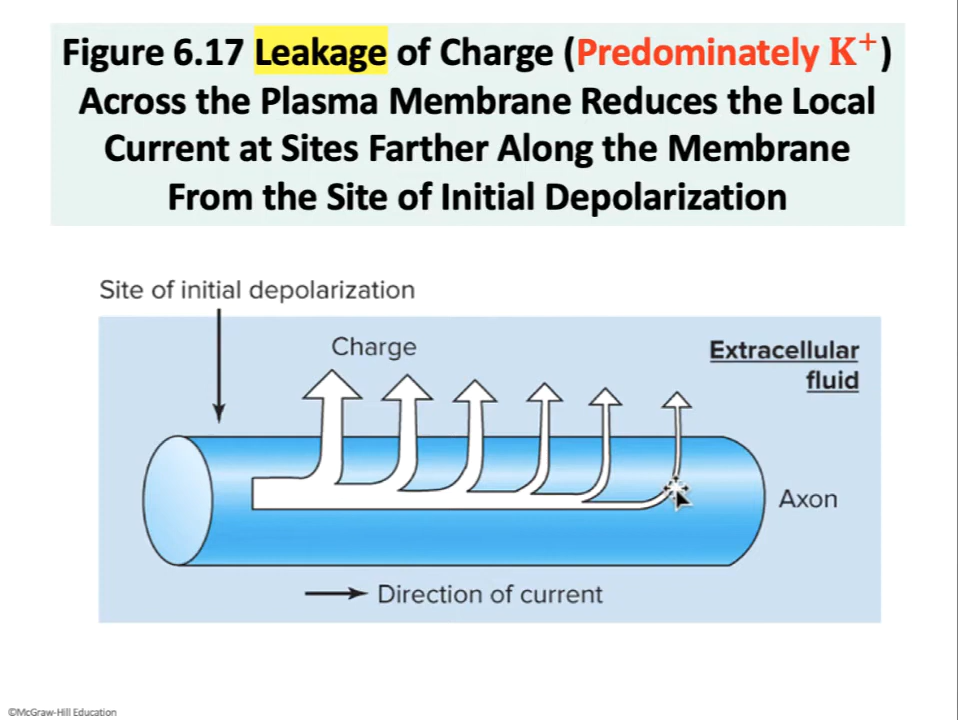 Figure 6.17 Leakage of Charge (Predominately K⁺)
Across the Plasma Membrane Reduces the Local
Current at Sites Farther Along the Membrane
From the Site of Initial Depolarization
Site of initial depolarization
Charge
Extracellular
fluid
Axon
Direction of current
©McGraw-Hill Education